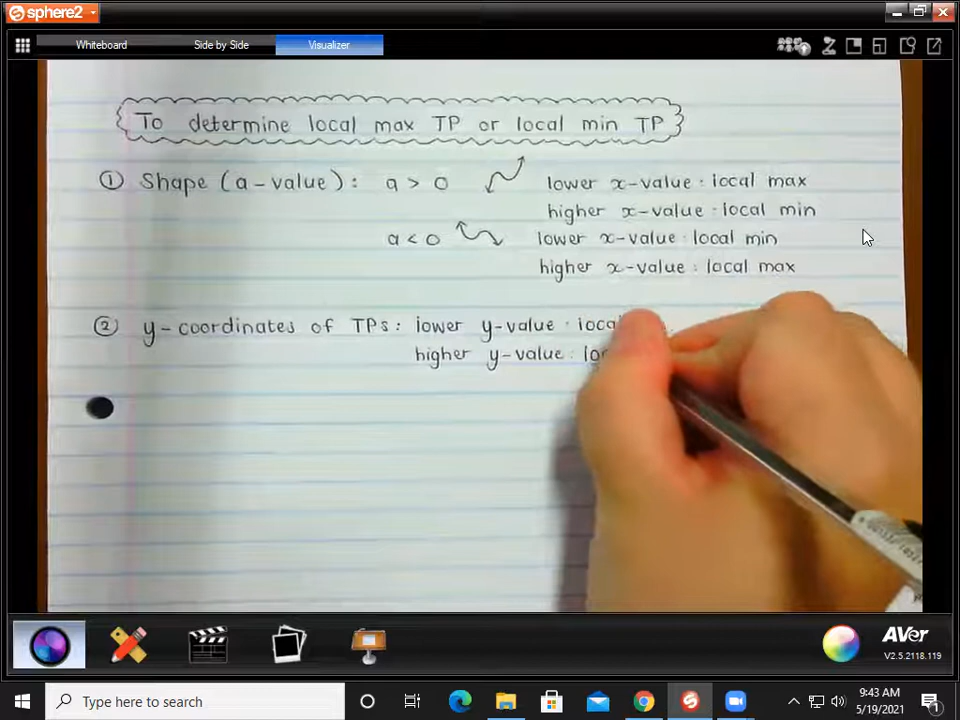 sphere2
Whiteboard Side by Side Visualizer
To determine local max TP or local min TP
① Shape (a-value): a > 0 lower x-value : local max
higher x-value : local min
a < 0 lower x-value : local min
higher x-value : local max
② y-coordinates of TPs: lower y-value : loca
higher y-value : lo
AVer
V2.5.2118.119
Type here to search
9:43 AM
5/19/2021
1